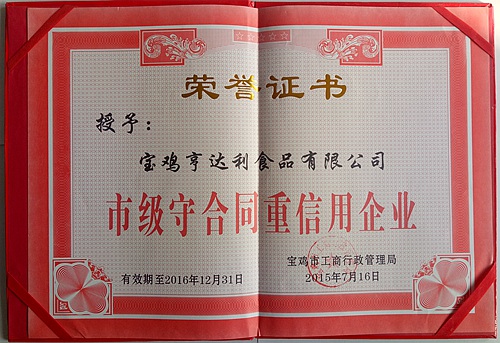 荣誉证书
授予：
宝鸡亨达利食品有限公司
市级守合同重信用企业
宝鸡市工商行政管理局
有效期至2016年12月31日
2015年7月16日